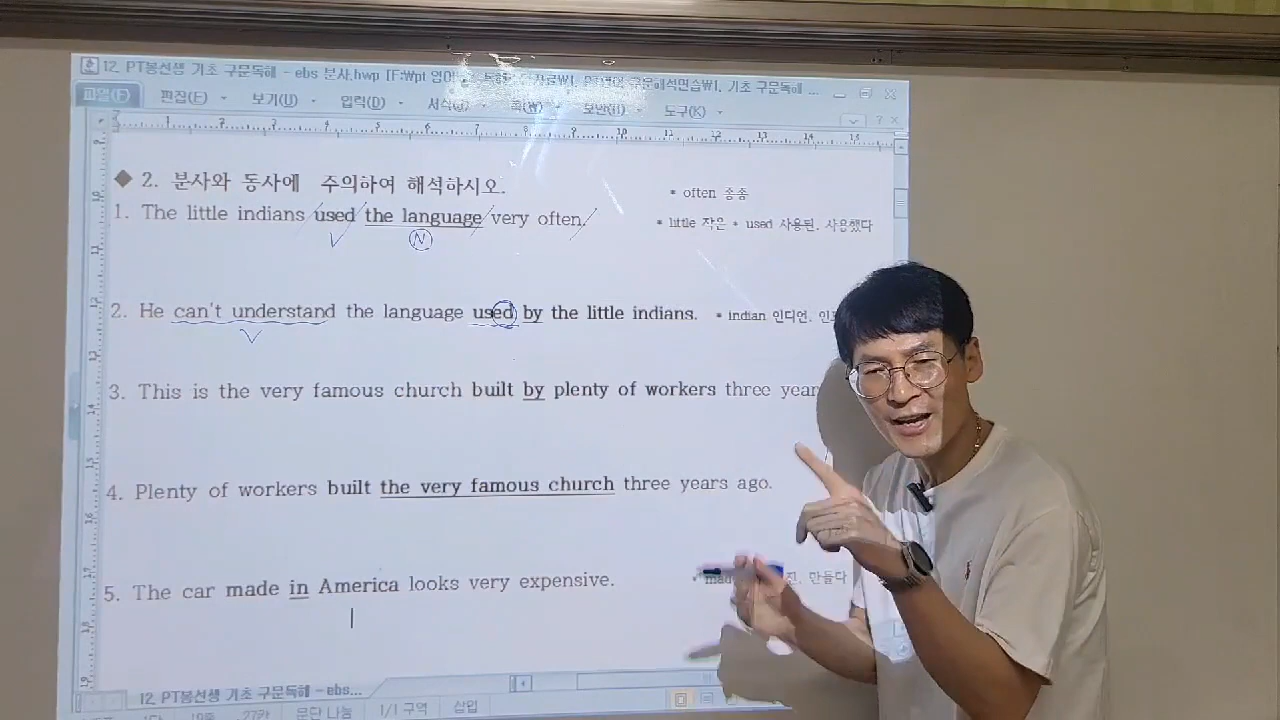 12. PT봉선생 기초 구문독해 - ebs 분사.hwp [F:\pt 영어
파일(F) 편집(E) 보기(U) 입력(D) 서식(J) 쪽(W) 보안(B) 도구(K)
◆ 2. 분사와 동사에 주의하여 해석하시오.
* often 종종
1. The little indians used the language very often.
* little 작은 * used 사용된, 사용했다
V N
2. He can't understand the language used by the little indians. * indian 인디언,
V
3. This is the very famous church built by plenty of workers three
4. Plenty of workers built the very famous church three years ago.
5. The car made in America looks very expensive.
만들다
12. PT봉선생 기초 구문독해 - ebs...
문단 나눔 1/1 구역 삽입